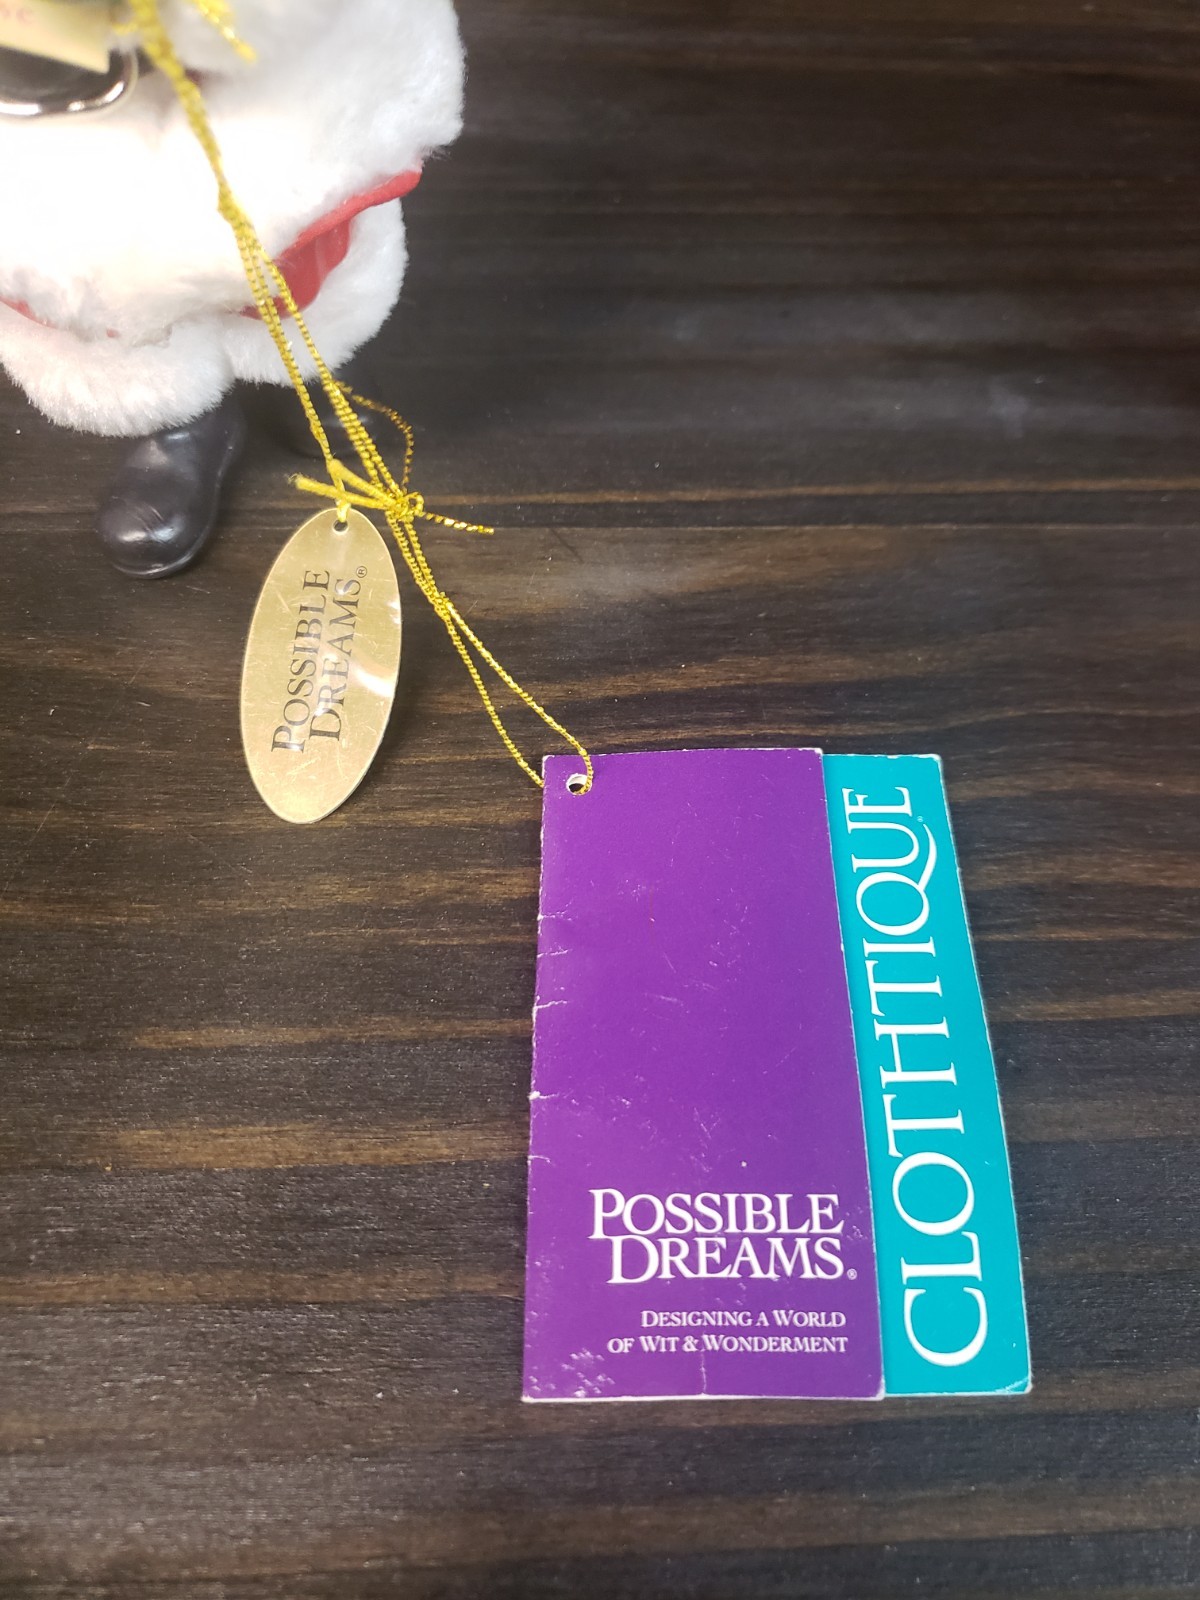 POSSIBLE
DREAMS®
POSSIBLE
DREAMS®
DESIGNING A WORLD
OF WIT & WONDERMENT
CLOTHTIQUE®